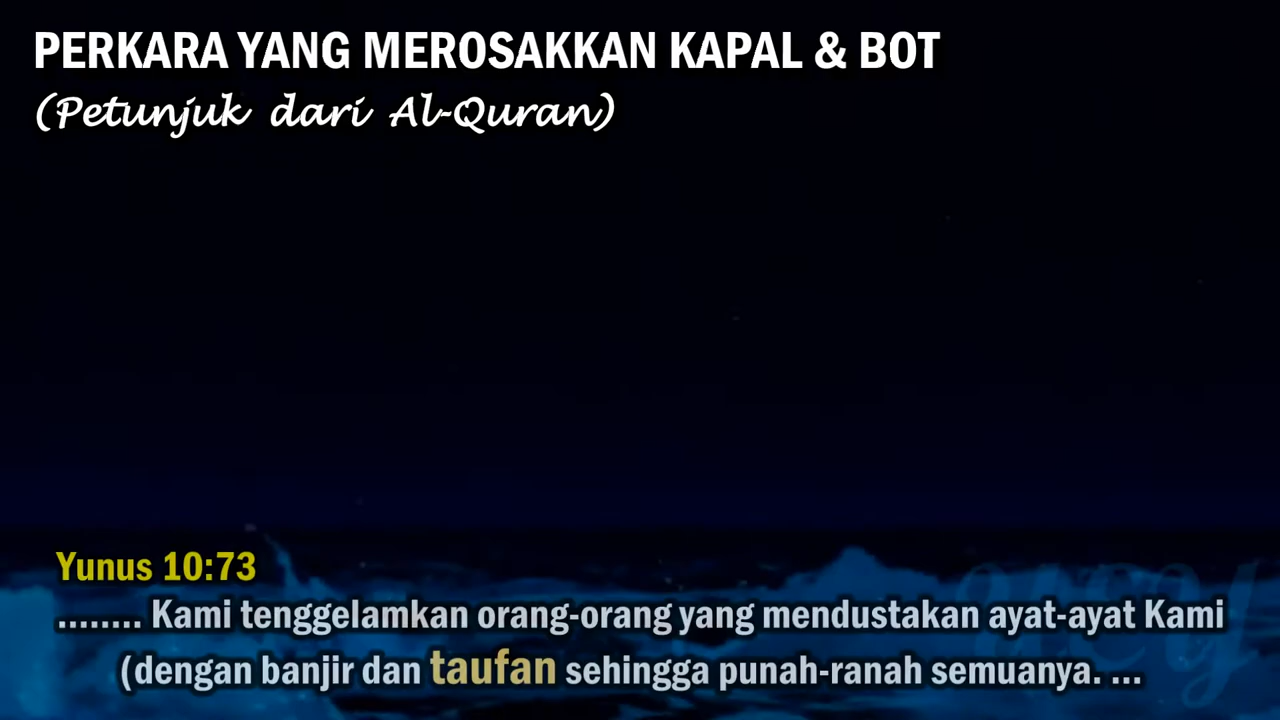 PERKARA YANG MEROSAKKAN KAPAL & BOT
(Petunjuk dari Al-Quran)
Yunus 10:73
........ Kami tenggelamkan orang-orang yang mendustakan ayat-ayat Kami
(dengan banjir dan taufan sehingga punah-ranah semuanya. ...